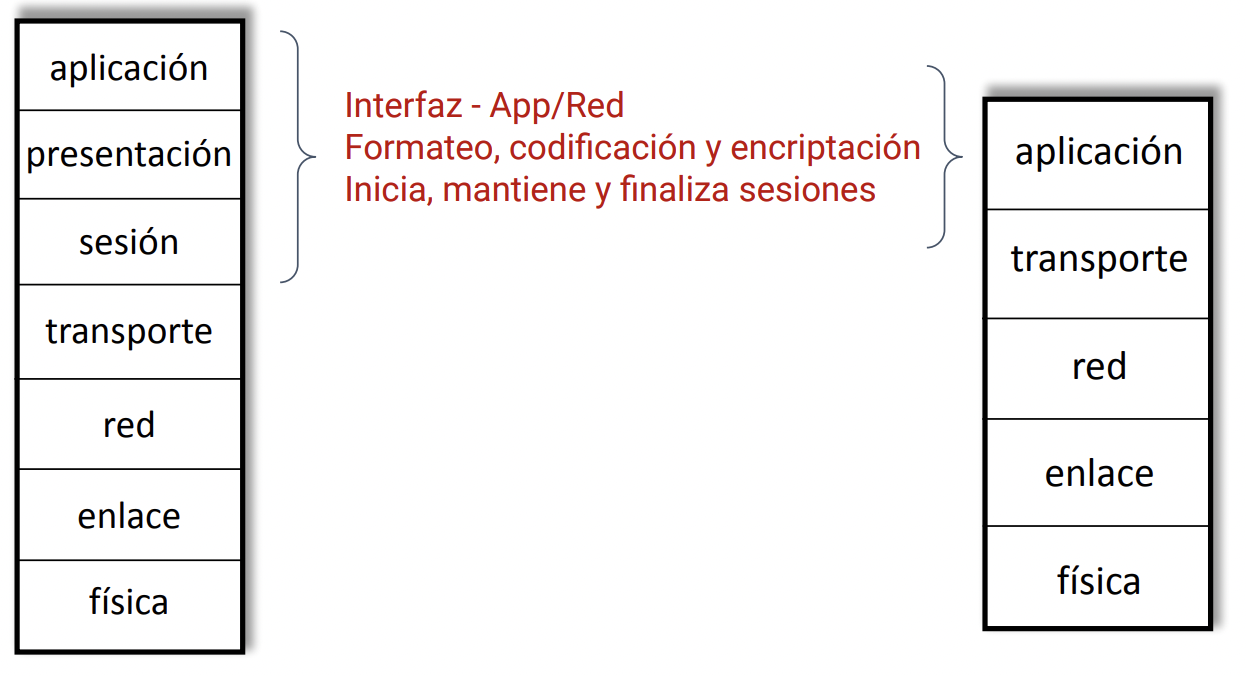 aplicación
presentación
sesión
transporte
red
enlace
física
Interfaz - App/Red
Formateo, codificación y encriptación
Inicia, mantiene y finaliza sesiones
aplicación
transporte
red
enlace
física